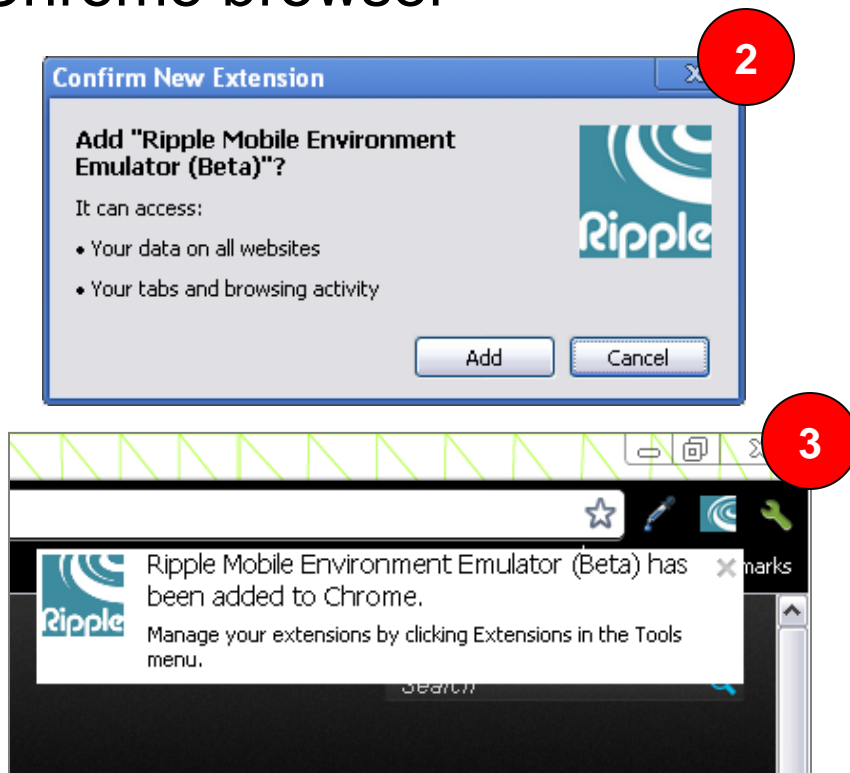 Chrome browser
2
Confirm New Extension
Add "Ripple Mobile Environment
Emulator (Beta)"?
It can access:
• Your data on all websites
• Your tabs and browsing activity
Ripple
Add
Cancel
3
Ripple Mobile Environment Emulator (Beta) has
been added to Chrome.
Manage your extensions by clicking Extensions in the Tools
menu.
Ripple
marks
Search